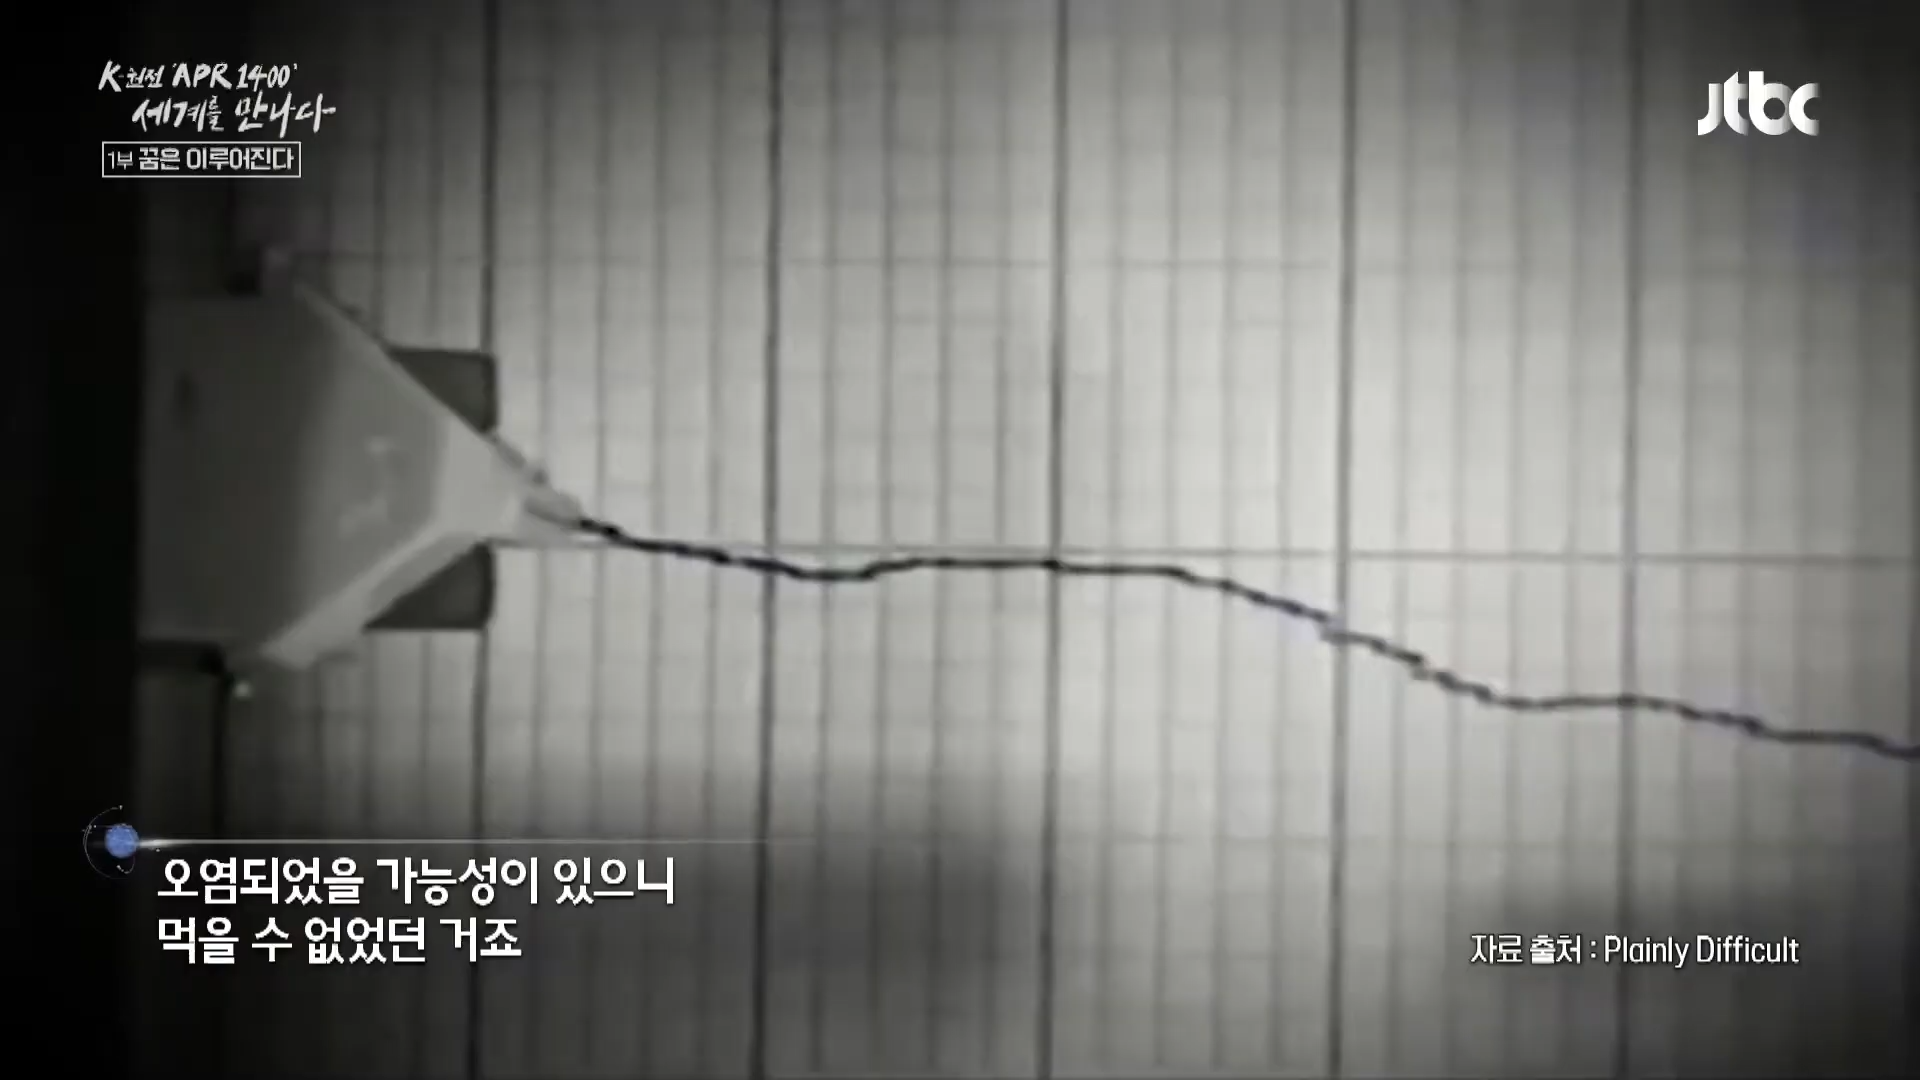 K-원전 'APR 1400'
세계를 만나다
1부 꿈은 이루어진다
jtbc
오염되었을 가능성이 있으니
먹을 수 없었던 거죠
자료 출처 : Plainly Difficult